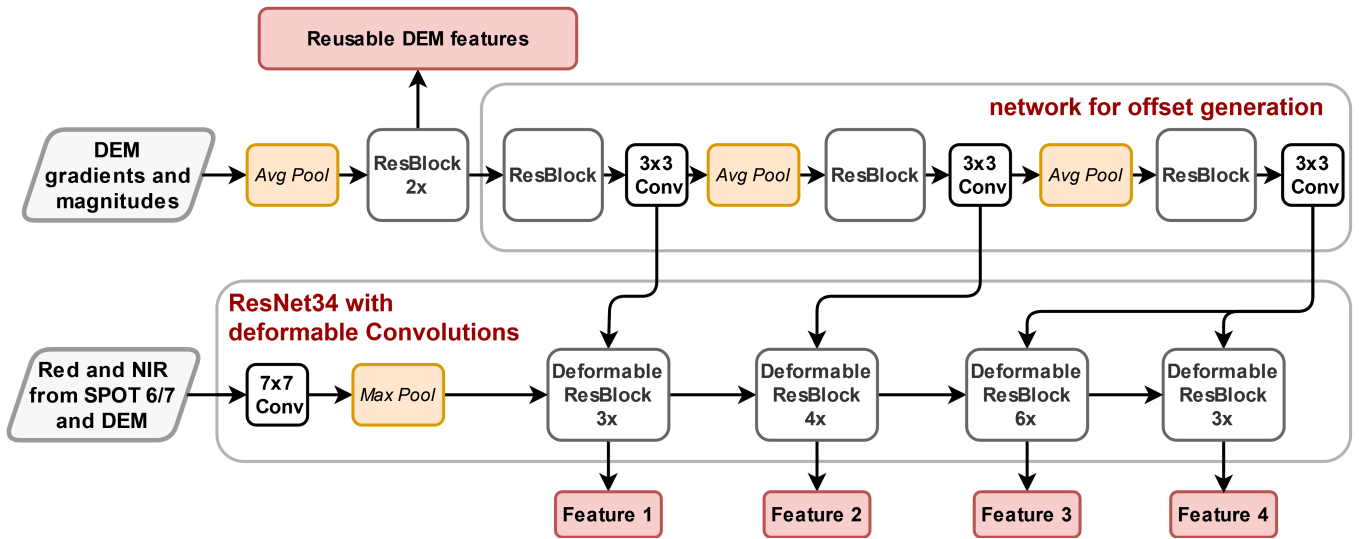 Reusable DEM features
network for offset generation
DEM
gradients and
magnitudes
Avg Pool
ResBlock
2x
ResBlock
3x3
Conv
Avg Pool
ResBlock
3x3
Conv
Avg Pool
ResBlock
3x3
Conv
ResNet34 with
deformable Convolutions
Red and NIR
from SPOT 6/7
and DEM
7x7
Conv
Max Pool
Deformable
ResBlock
3x
Deformable
ResBlock
4x
Deformable
ResBlock
6x
Deformable
ResBlock
3x
Feature 1
Feature 2
Feature 3
Feature 4